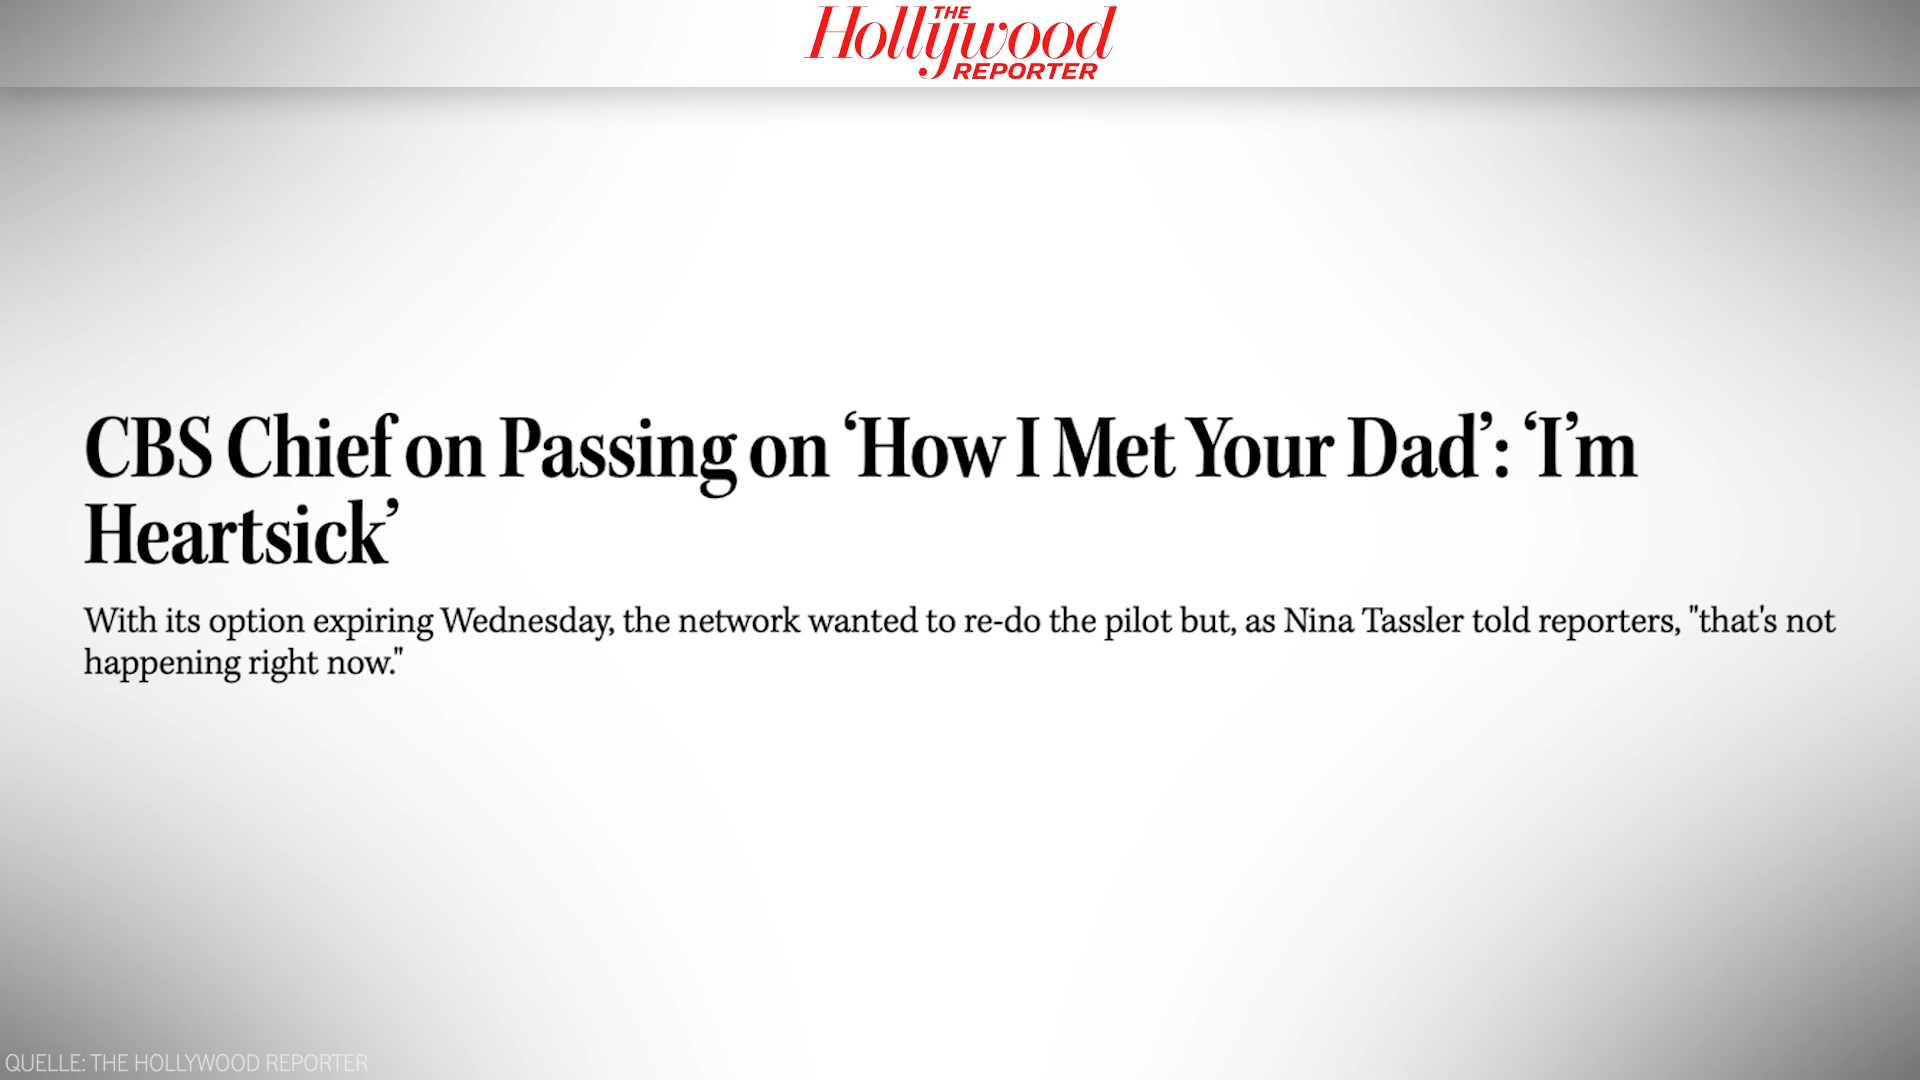 THE
Hollywood
REPORTER
CBS Chief on Passing on ‘How I Met Your Dad’: ‘I’m
Heartsick’
With its option expiring Wednesday, the network wanted to re-do the pilot but, as Nina Tassler told reporters, "that's not
happening right now."
QUELLE: THE HOLLYWOOD REPORTER